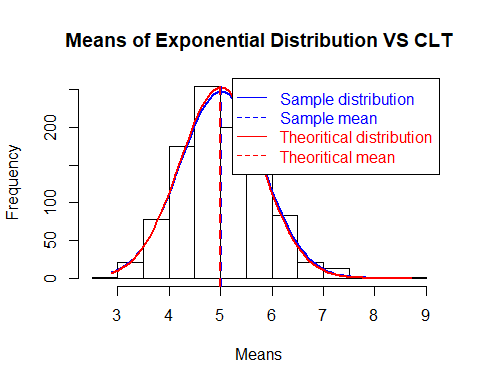 Means of Exponential Distribution VS CLT
Sample distribution
Sample mean
Theoritical distribution
Theoritical mean
Frequency
200
100
50
0
3 4 5 6 7 8 9
Means